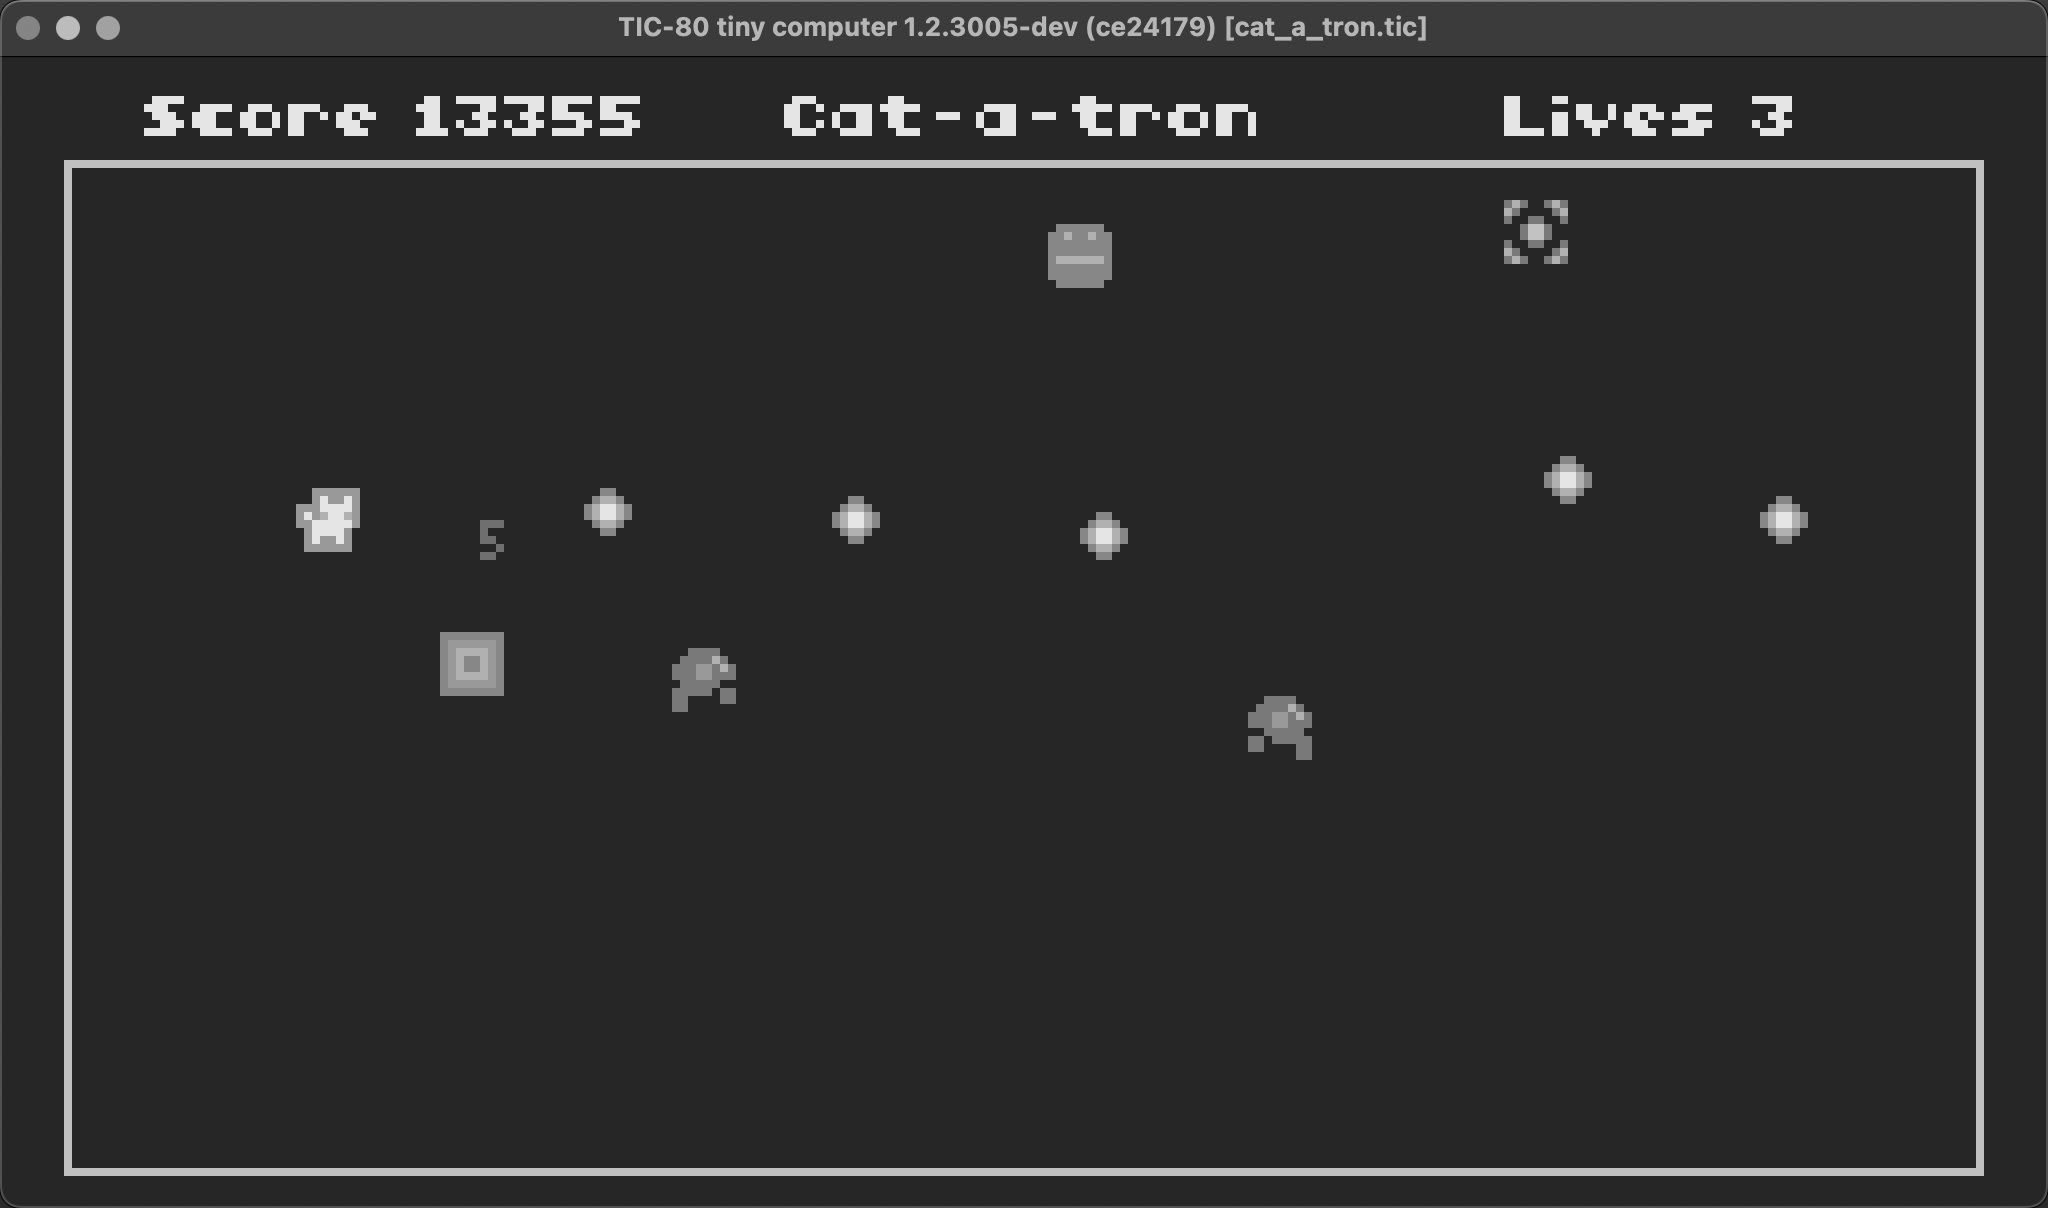 TIC-80 tiny computer 1.2.3005-dev (ce24179) [cat_a_tron.tic]
Score 13355 Cat-a-tron Lives 3
5